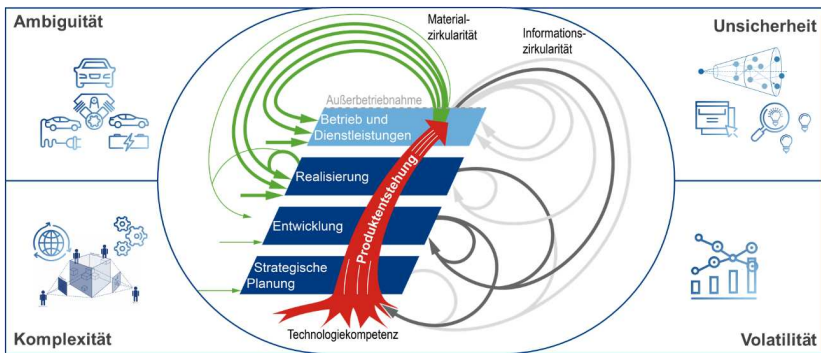 Ambiguität
Material-
zirkularität
Informations-
zirkularität
Unsicherheit
Außerbetriebnahme
Betrieb und
Dienstleistungen
Realisierung
Entwicklung
Strategische
Planung
Produktentstehung
Technologiekompetenz
Komplexität
Volatilität